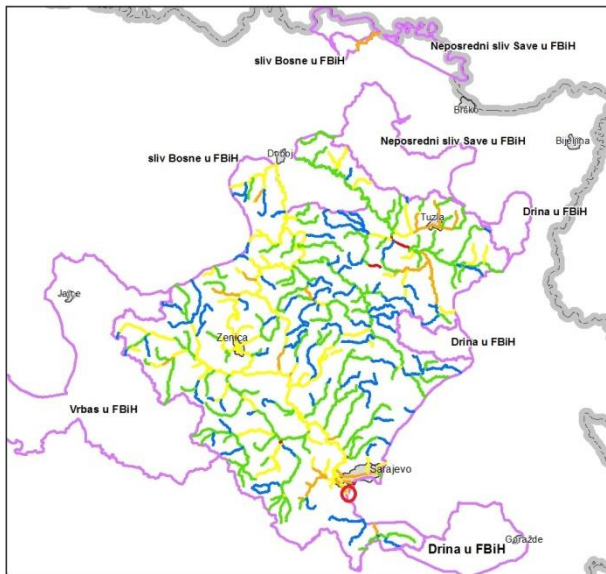 Neposredni sliv Save u FBiH
sliv Bosne u FBiH
Brčko
Neposredni sliv Save u FBiH
Bijeljina
Doboj
sliv Bosne u FBiH
Drina u FBiH
Tuzla
Jajce
Zenica
Drina u FBiH
Vrbas u FBiH
Sarajevo
Goražde
Drina u FBiH